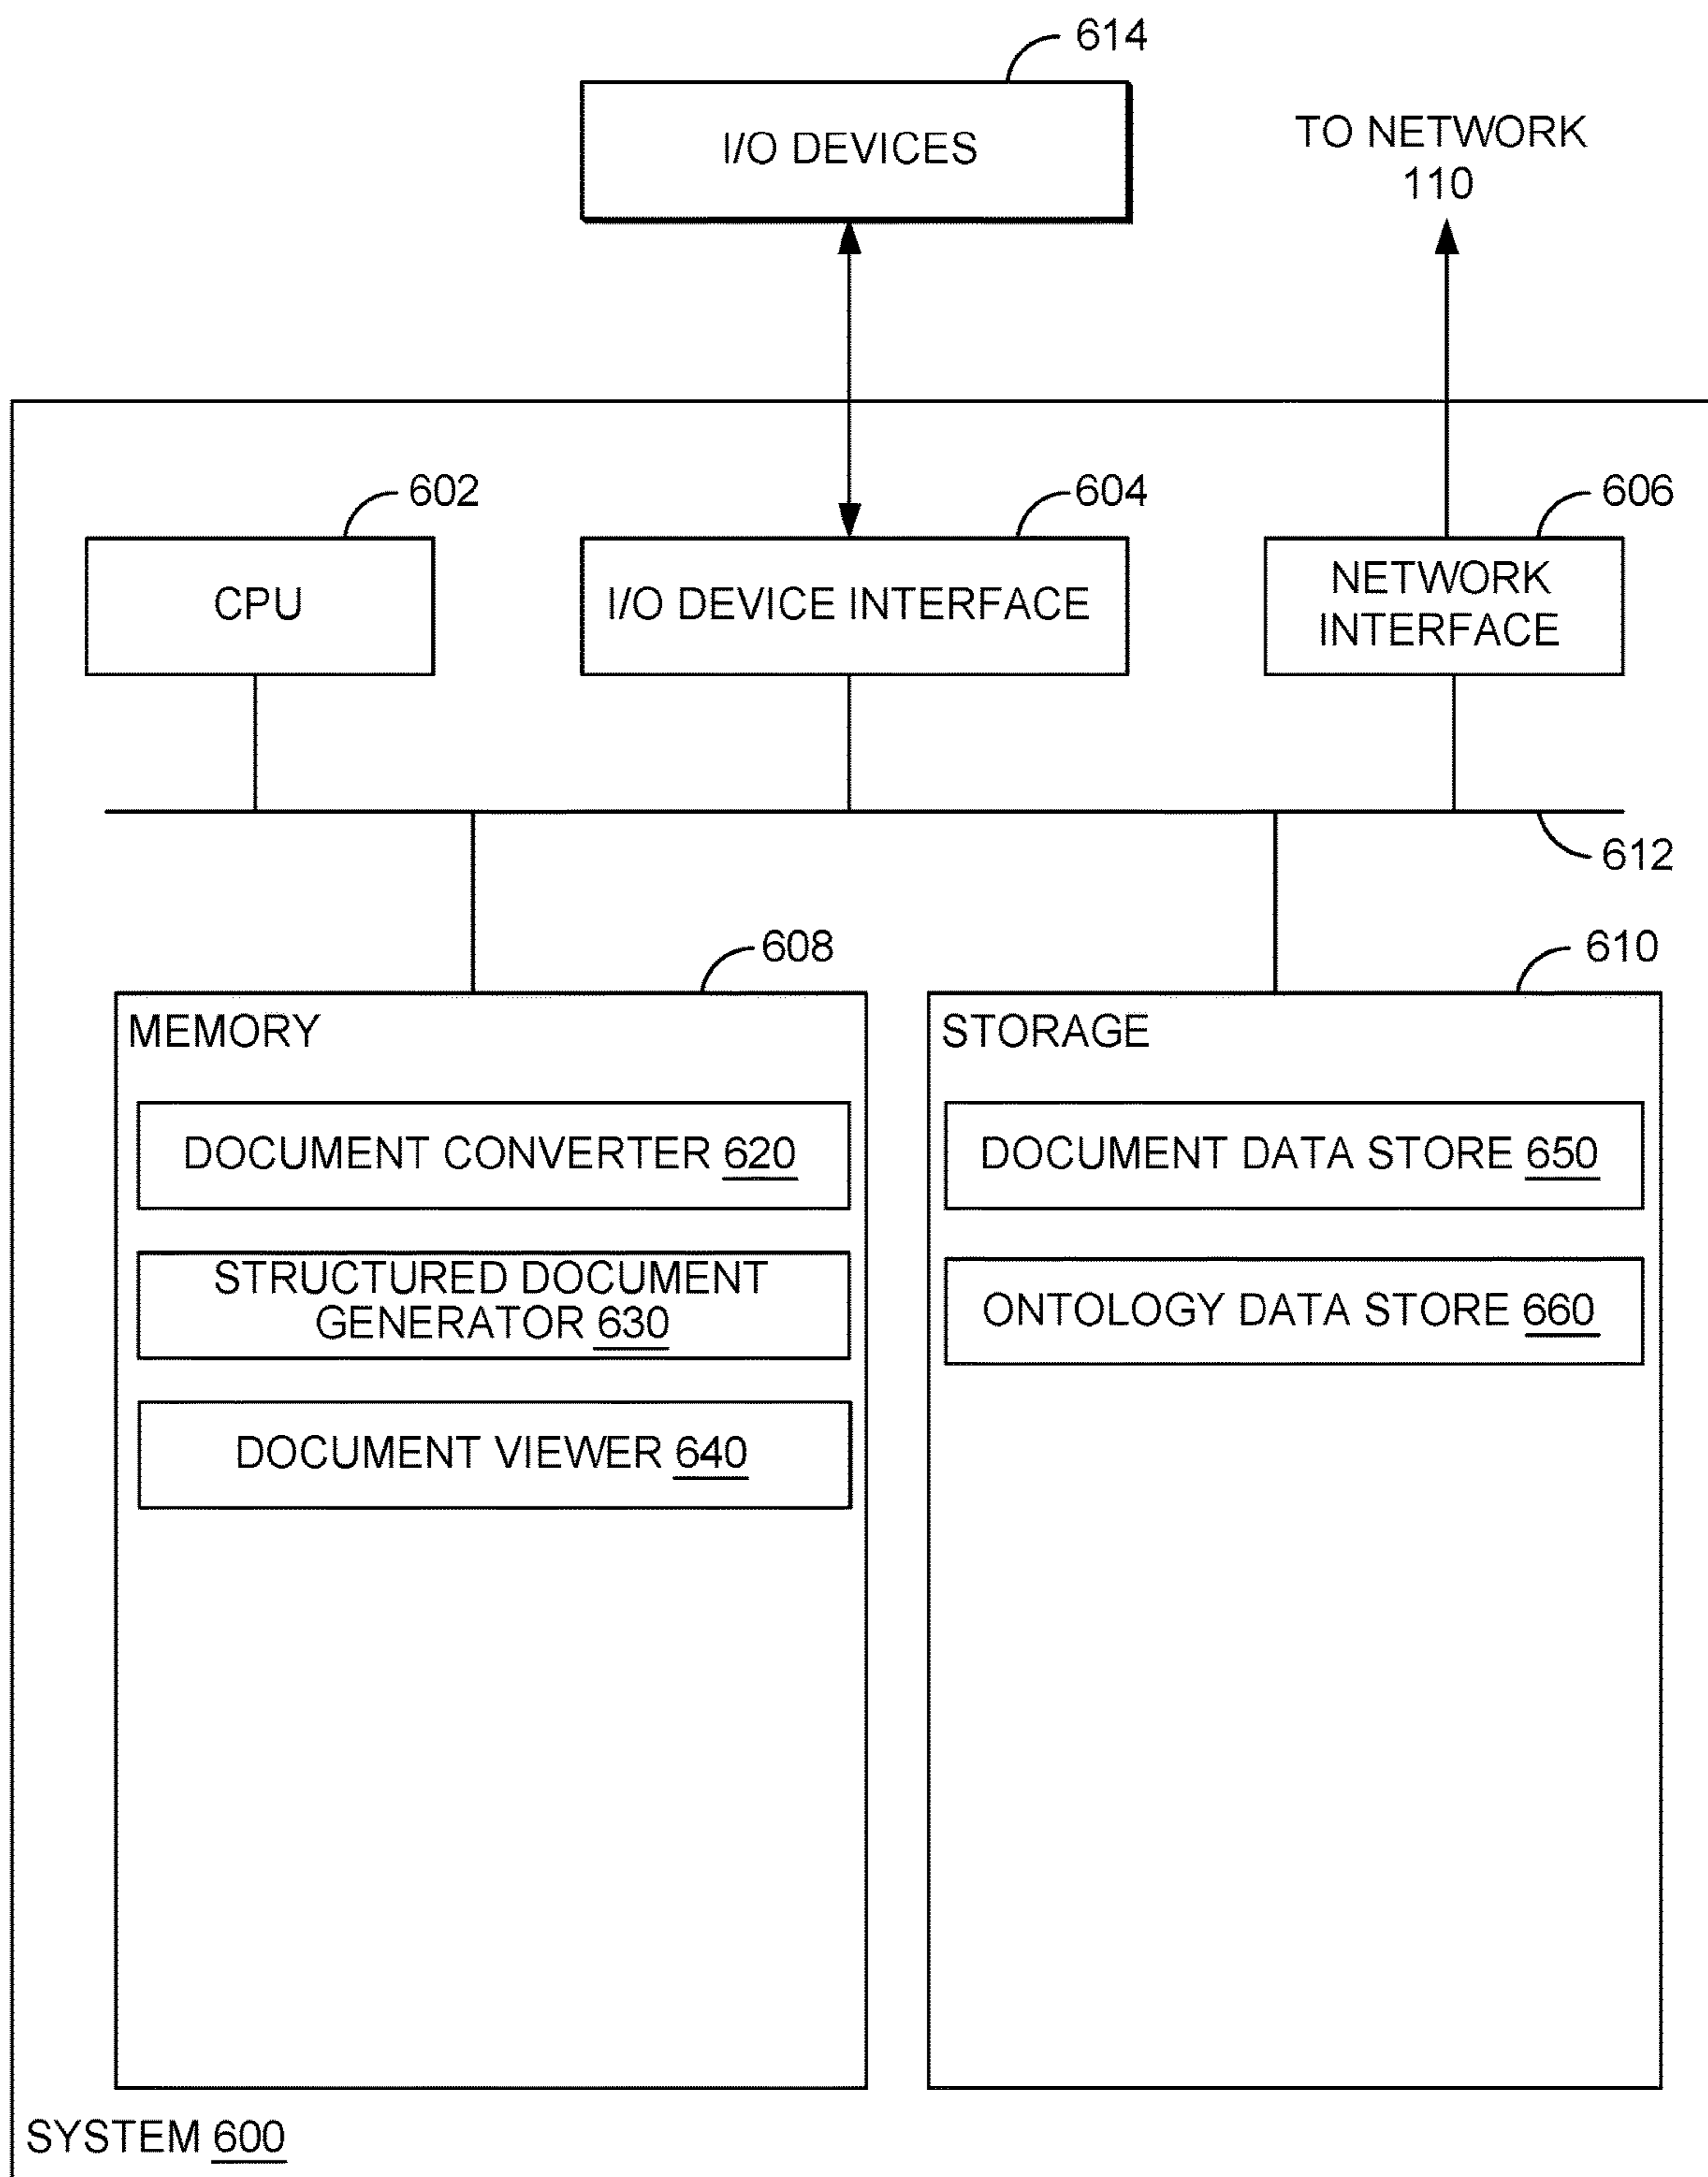 614
I/O DEVICES
TO NETWORK
110
602
604
606
CPU
I/O DEVICE INTERFACE
NETWORK
INTERFACE
612
608
610
MEMORY
DOCUMENT CONVERTER 620
STRUCTURED DOCUMENT
GENERATOR 630
DOCUMENT VIEWER 640
STORAGE
DOCUMENT DATA STORE 650
ONTOLOGY DATA STORE 660
SYSTEM 600